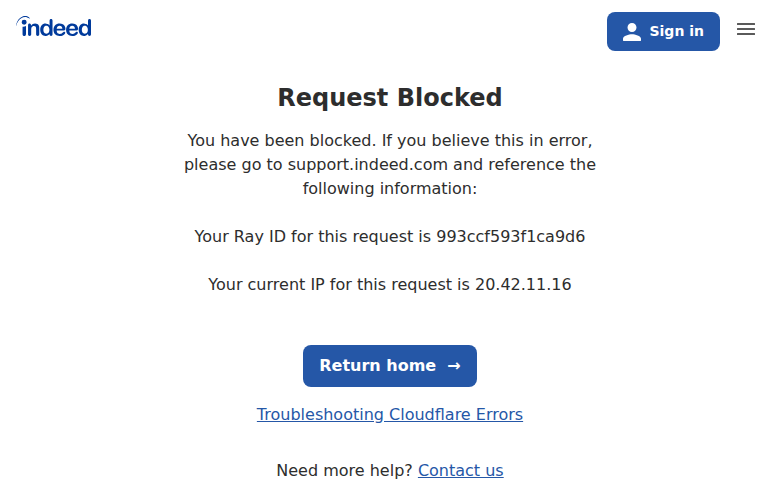 indeed
Sign in
Request Blocked
You have been blocked. If you believe this in error,
please go to support.indeed.com and reference the
following information:
Your Ray ID for this request is 993ccf593f1ca9d6
Your current IP for this request is 20.42.11.16
Return home →
Troubleshooting Cloudflare Errors
Need more help? Contact us